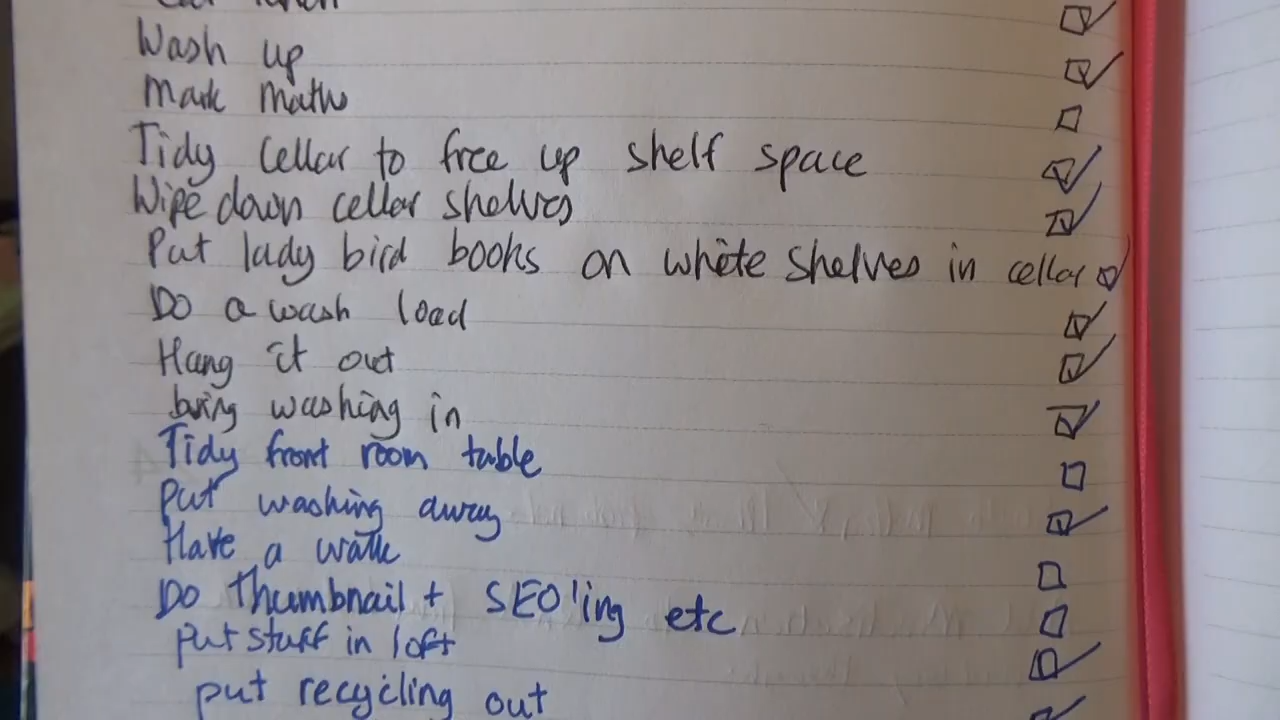 Eat lunch
Wash up
Mark Maths
Tidy cellar to free up shelf space
Wipe down cellar shelves
Put lady bird books on white shelves in cellar
Do a wash load
Hang it out
bring washing in
Tidy front room table
Put washing away
Have a walk
Do Thumbnail + SEO'ing etc
put stuff in loft
put recycling out